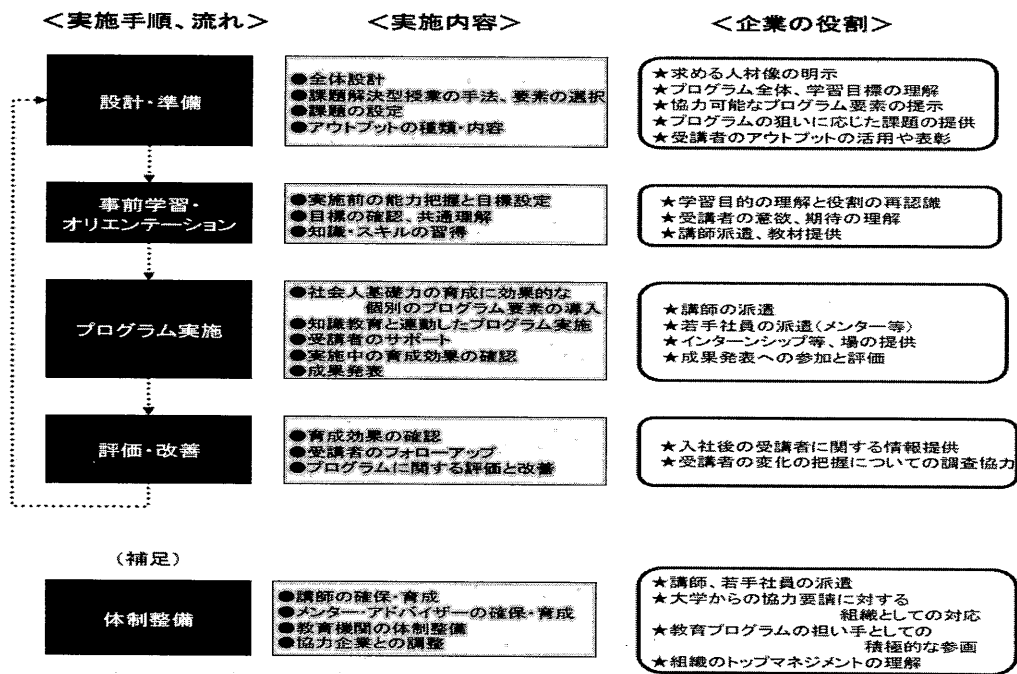 ＜実施手順、流れ＞
＜実施内容＞
＜企業の役割＞
設計・準備
●全体設計
●課題解決型授業の手法、要素の選択
●課題の設定
●アウトプットの種類・内容
★求める人材像の明示
★プログラム全体、学習目標の理解
★協力可能なプログラム要素の提示
★プログラムの狙いに応じた課題の提供
★受講者のアウトプットの活用や表彰
事前学習・
オリエンテーション
●実施前の能力把握と目標設定
●目標の確認、共通理解
●知識・スキルの習得
★学習目的の理解と役割の再認識
★受講者の意欲、期待の理解
★講師派遣、教材提供
プログラム実施
●社会人基礎力の育成に効果的な
個別のプログラム要素の導入
●知識教育と連動したプログラム実施
●受講者のサポート
●実施中の育成効果の確認
●成果発表
★講師の派遣
★若手社員の派遣(メンター等)
★インターンシップ等、場の提供
★成果発表への参加と評価
評価・改善
●育成効果の確認
●受講者のフォローアップ
●プログラムに関する評価と改善
★入社後の受講者に関する情報提供
★受講者の変化の把握についての調査協力
(補足)
体制整備
●講師の確保・育成
●メンター・アドバイザーの確保・育成
●教育機関の体制整備
●協力企業との調整
★講師、若手社員の派遣
★大学からの協力要請に対する
組織としての対応
★教育プログラムの担い手としての
積極的な参画
★組織のトップマネジメントの理解